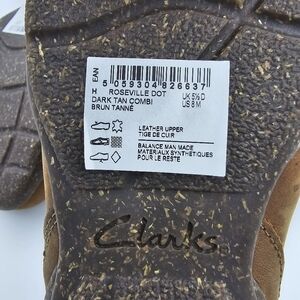 EAN
5 059304 826637
H ROSEVILLE DOT UK 5½ D
DARK TAN COMBI US 8 M
BRUN TANNÉ
LEATHER UPPER
TIGE DE CUIR
BALANCE MAN MADE
MATERIAUX SYNTHÉTIQUES
POUR LE RESTE
Clarks